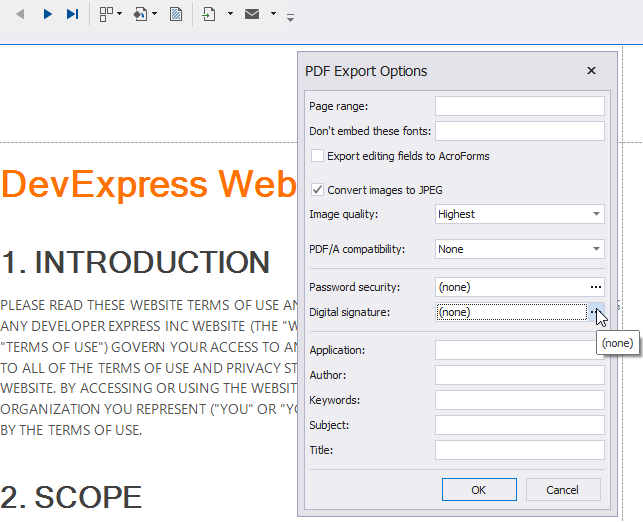 PDF Export Options
Page range:
Don't embed these fonts:
Export editing fields to AcroForms
Convert images to JPEG
Image quality: Highest
PDF/A compatibility: None
Password security: (none) ...
Digital signature: (none)
(none)
Application:
Author:
Keywords:
Subject:
Title:
OK Cancel
DevExpress Web
1. INTRODUCTION
PLEASE READ THESE WEBSITE TERMS OF USE AN
ANY DEVELOPER EXPRESS INC WEBSITE (THE "W
"TERMS OF USE") GOVERN YOUR ACCESS TO AN
TO ALL OF THE TERMS OF USE AND PRIVACY ST
WEBSITE. BY ACCESSING OR USING THE WEBSIT
ORGANIZATION YOU REPRESENT ("YOU" OR "YO
BY THE TERMS OF USE.
2. SCOPE